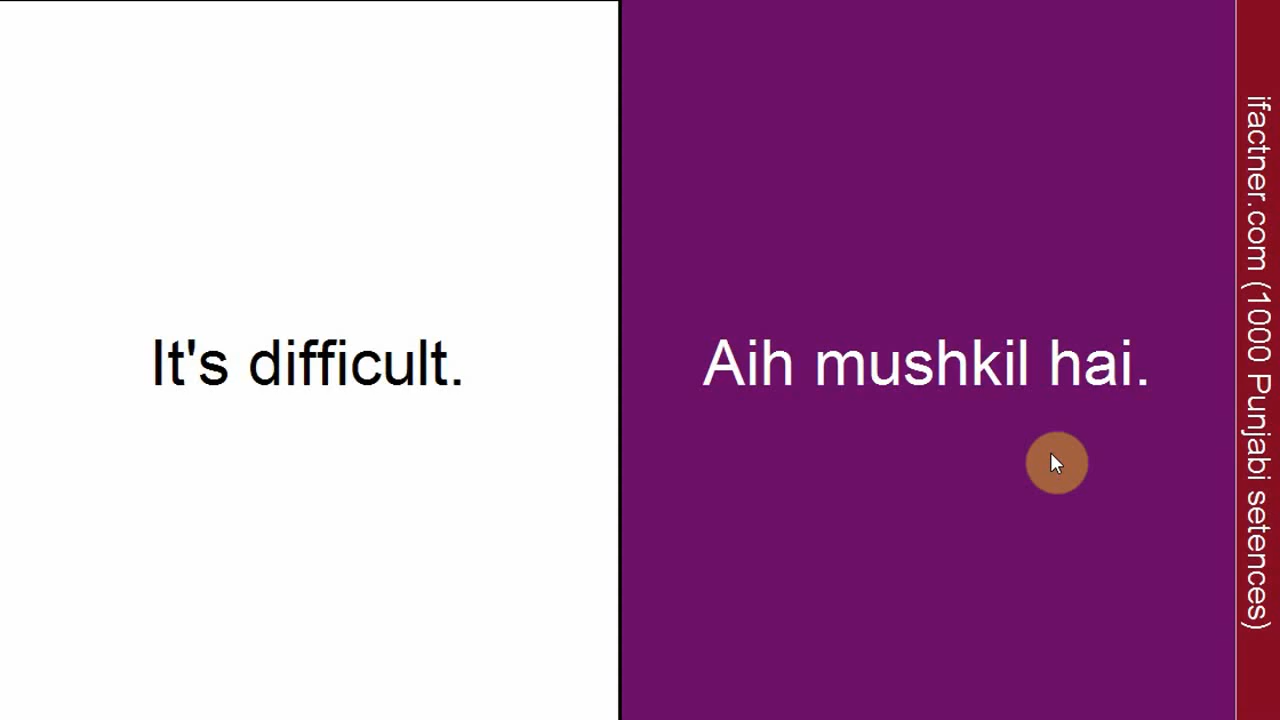 It's difficult.
Aih mushkil hai.
ifactner.com (1000 Punjabi setences)